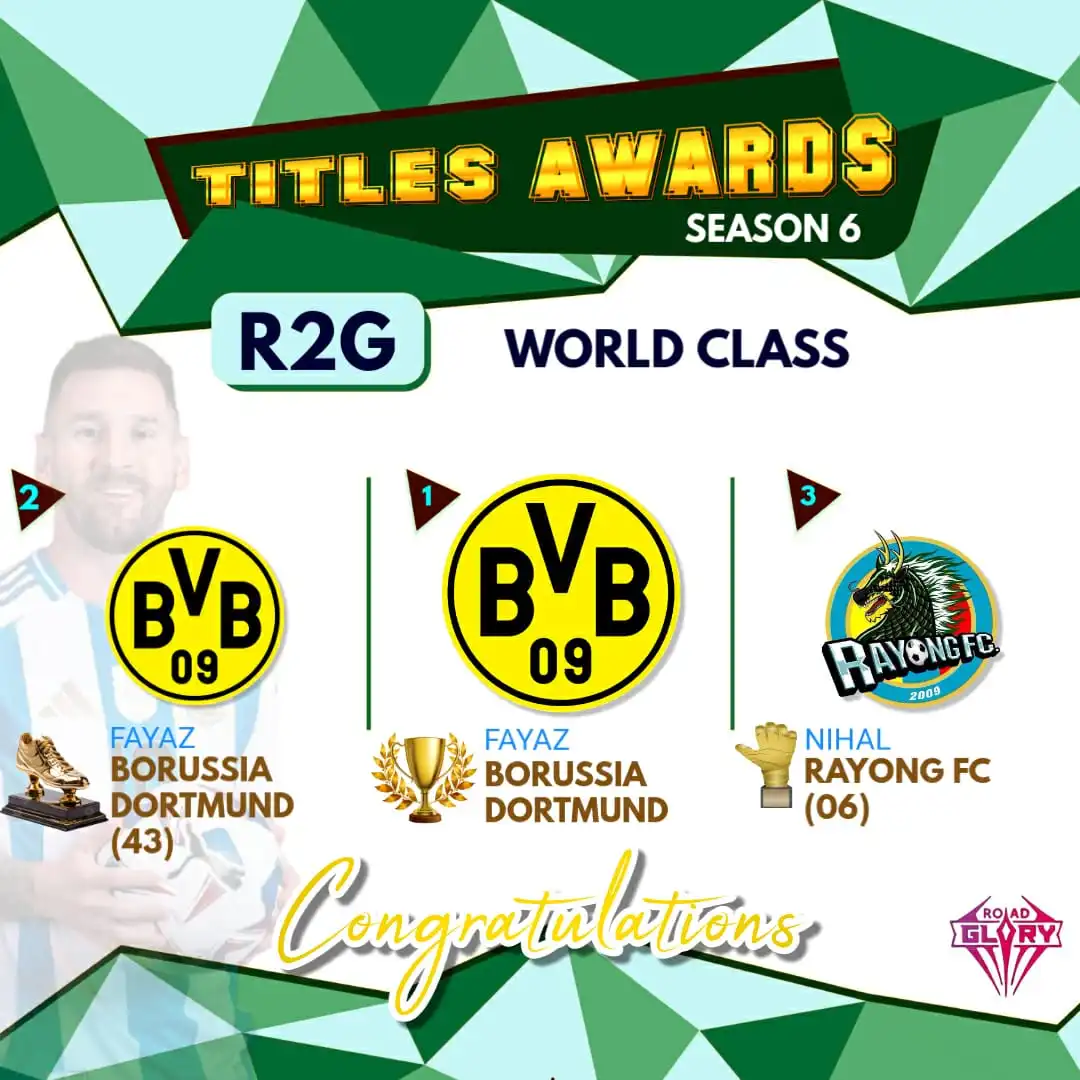 TITLES AWARDS
SEASON 6
R2G
WORLD CLASS
2
BVB
09
FAYAZ
BORUSSIA
DORTMUND
(43)
1
BVB
09
FAYAZ
BORUSSIA
DORTMUND
3
RAYONG FC.
2009
NIHAL
RAYONG FC
(06)
Congratulations
ROAD
GLORY